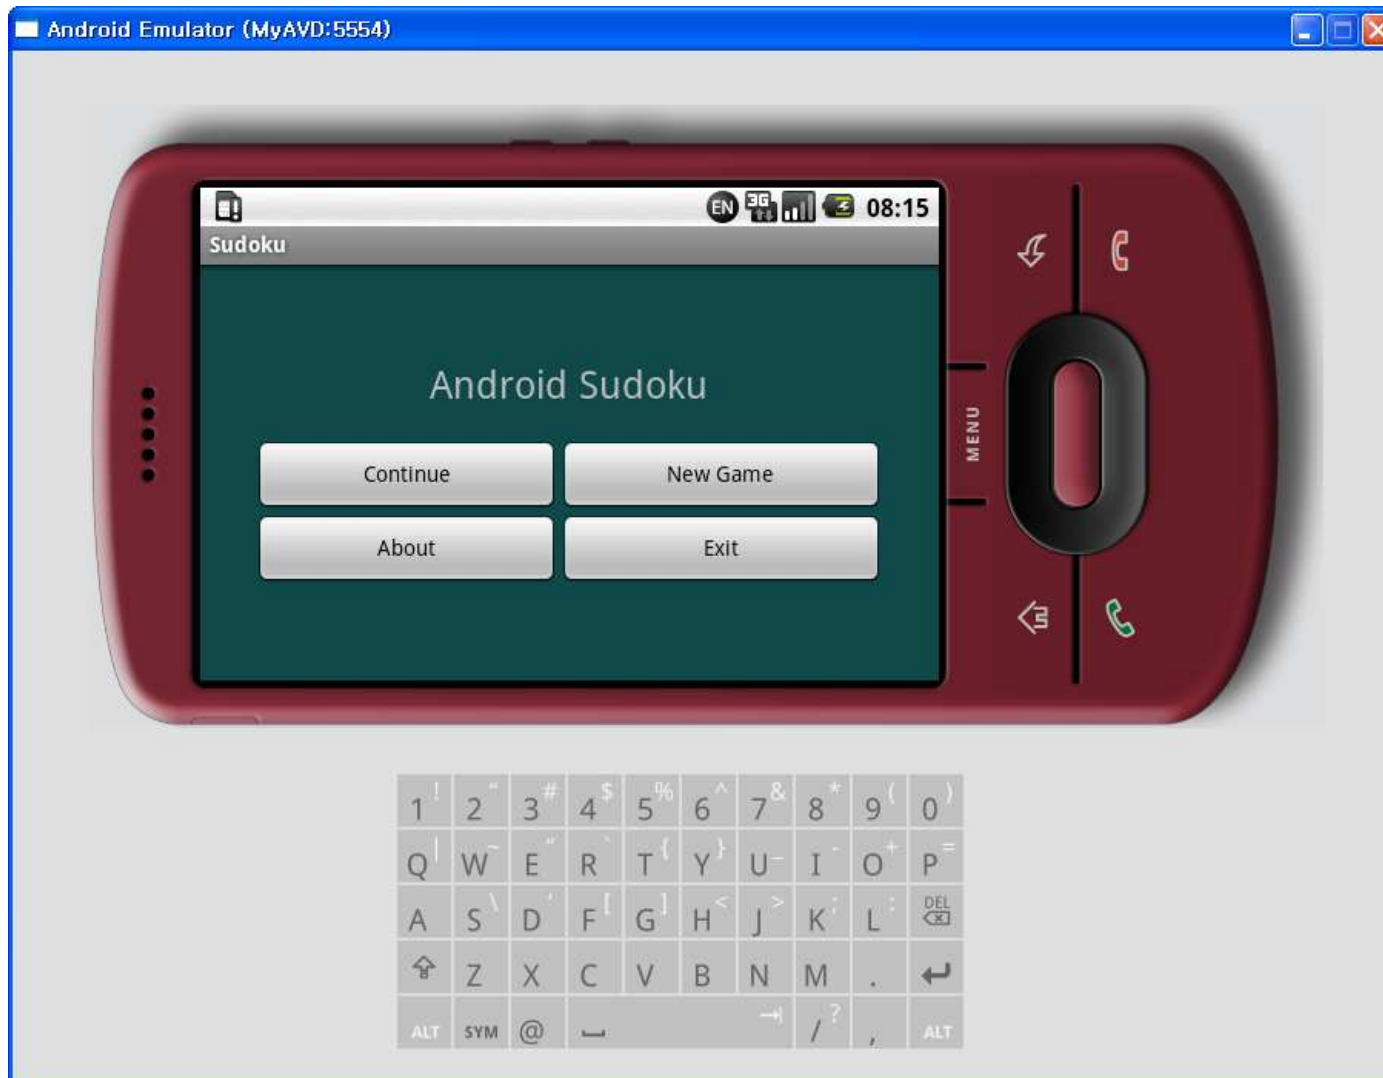 Android Emulator (MyAVD:5554)
EN 3G 08:15
Sudoku
Android Sudoku
Continue New Game
About Exit
MENU
1 ! 2 " 3 # 4 $ 5 % 6 ^ 7 & 8 * 9 ( 0 )
Q | W ~ E " R ` T { Y } U _ I - O + P =
A S \ D ' F [ G ] H < J > K ; L : DEL
Z X C V B N M .
ALT SYM @ / ? , ALT